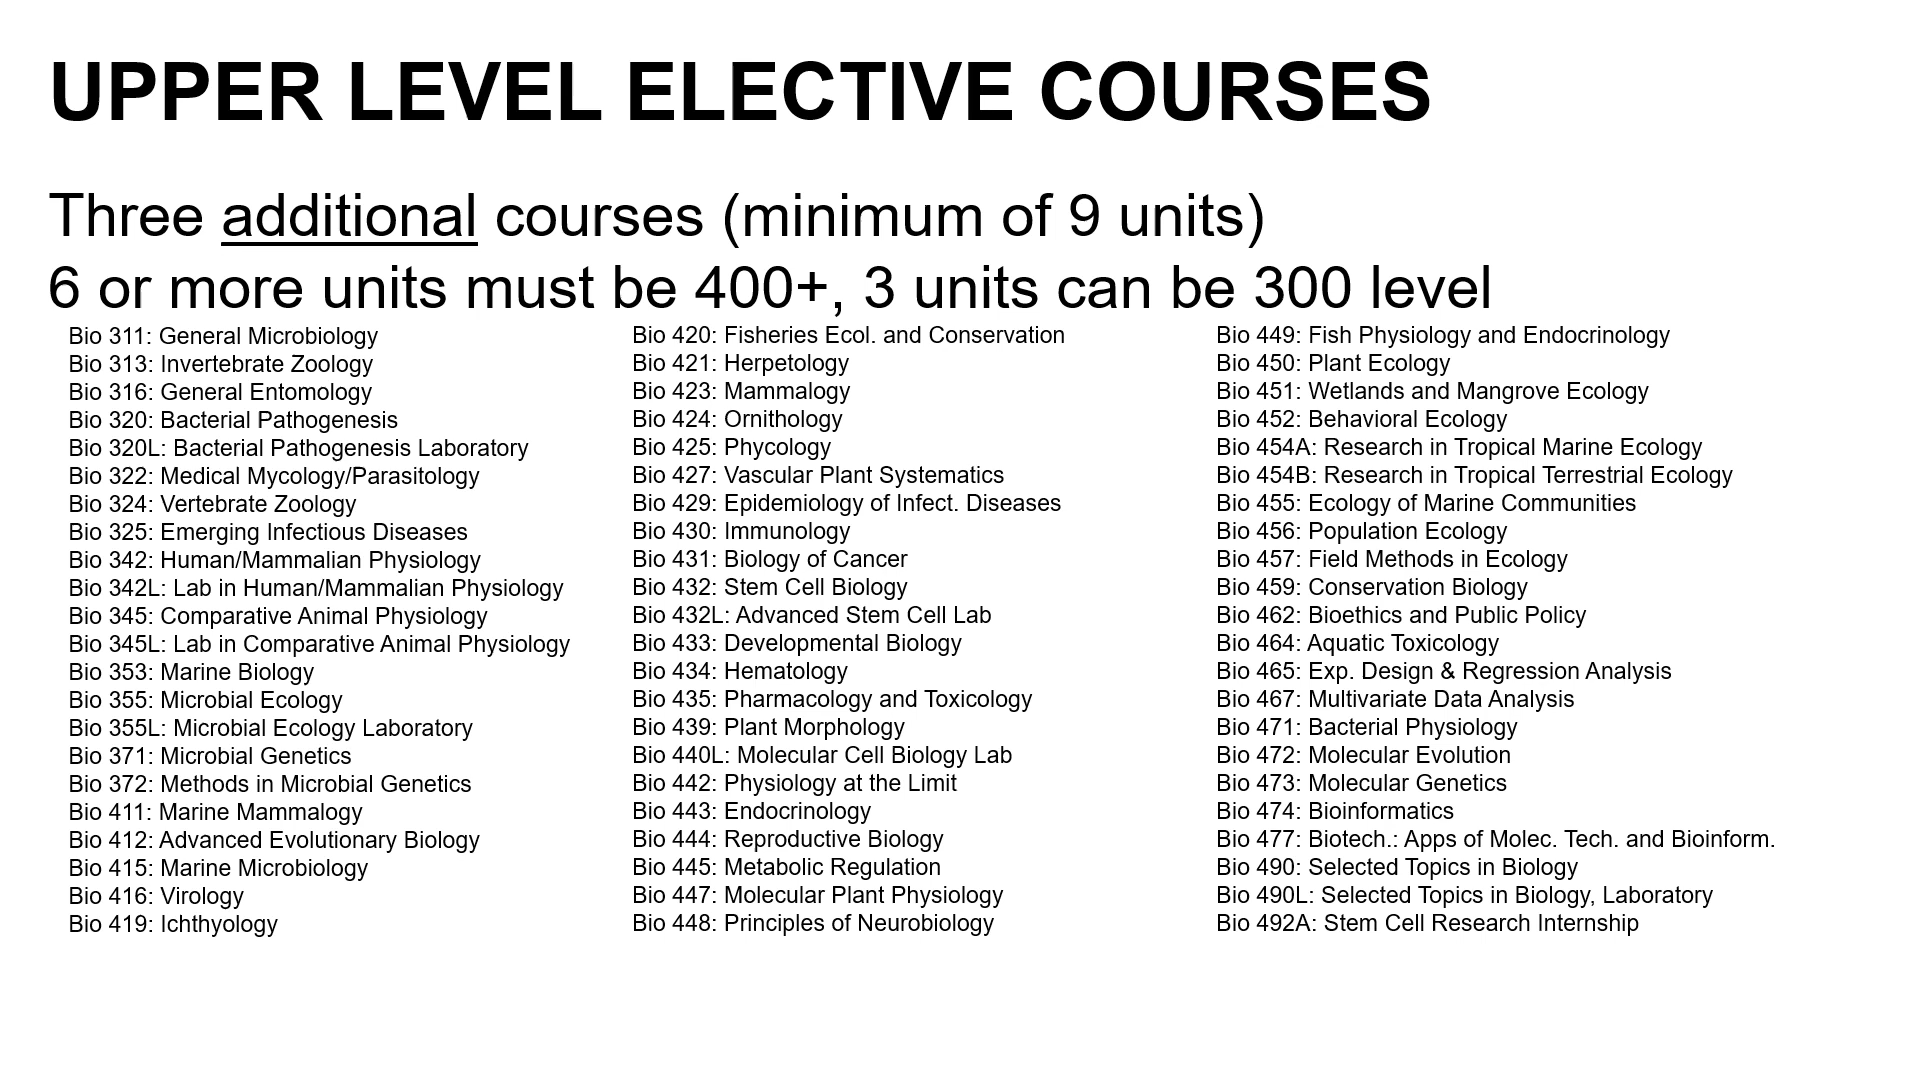 UPPER LEVEL ELECTIVE COURSES
Three additional courses (minimum of 9 units)
6 or more units must be 400+, 3 units can be 300 level
Bio 311: General Microbiology
Bio 313: Invertebrate Zoology
Bio 316: General Entomology
Bio 320: Bacterial Pathogenesis
Bio 320L: Bacterial Pathogenesis Laboratory
Bio 322: Medical Mycology/Parasitology
Bio 324: Vertebrate Zoology
Bio 325: Emerging Infectious Diseases
Bio 342: Human/Mammalian Physiology
Bio 342L: Lab in Human/Mammalian Physiology
Bio 345: Comparative Animal Physiology
Bio 345L: Lab in Comparative Animal Physiology
Bio 353: Marine Biology
Bio 355: Microbial Ecology
Bio 355L: Microbial Ecology Laboratory
Bio 371: Microbial Genetics
Bio 372: Methods in Microbial Genetics
Bio 411: Marine Mammalogy
Bio 412: Advanced Evolutionary Biology
Bio 415: Marine Microbiology
Bio 416: Virology
Bio 419: Ichthyology
Bio 420: Fisheries Ecol. and Conservation
Bio 421: Herpetology
Bio 423: Mammalogy
Bio 424: Ornithology
Bio 425: Phycology
Bio 427: Vascular Plant Systematics
Bio 429: Epidemiology of Infect. Diseases
Bio 430: Immunology
Bio 431: Biology of Cancer
Bio 432: Stem Cell Biology
Bio 432L: Advanced Stem Cell Lab
Bio 433: Developmental Biology
Bio 434: Hematology
Bio 435: Pharmacology and Toxicology
Bio 439: Plant Morphology
Bio 440L: Molecular Cell Biology Lab
Bio 442: Physiology at the Limit
Bio 443: Endocrinology
Bio 444: Reproductive Biology
Bio 445: Metabolic Regulation
Bio 447: Molecular Plant Physiology
Bio 448: Principles of Neurobiology
Bio 449: Fish Physiology and Endocrinology
Bio 450: Plant Ecology
Bio 451: Wetlands and Mangrove Ecology
Bio 452: Behavioral Ecology
Bio 454A: Research in Tropical Marine Ecology
Bio 454B: Research in Tropical Terrestrial Ecology
Bio 455: Ecology of Marine Communities
Bio 456: Population Ecology
Bio 457: Field Methods in Ecology
Bio 459: Conservation Biology
Bio 462: Bioethics and Public Policy
Bio 464: Aquatic Toxicology
Bio 465: Exp. Design & Regression Analysis
Bio 467: Multivariate Data Analysis
Bio 471: Bacterial Physiology
Bio 472: Molecular Evolution
Bio 473: Molecular Genetics
Bio 474: Bioinformatics
Bio 477: Biotech.: Apps of Molec. Tech. and Bioinform.
Bio 490: Selected Topics in Biology
Bio 490L: Selected Topics in Biology, Laboratory
Bio 492A: Stem Cell Research Internship